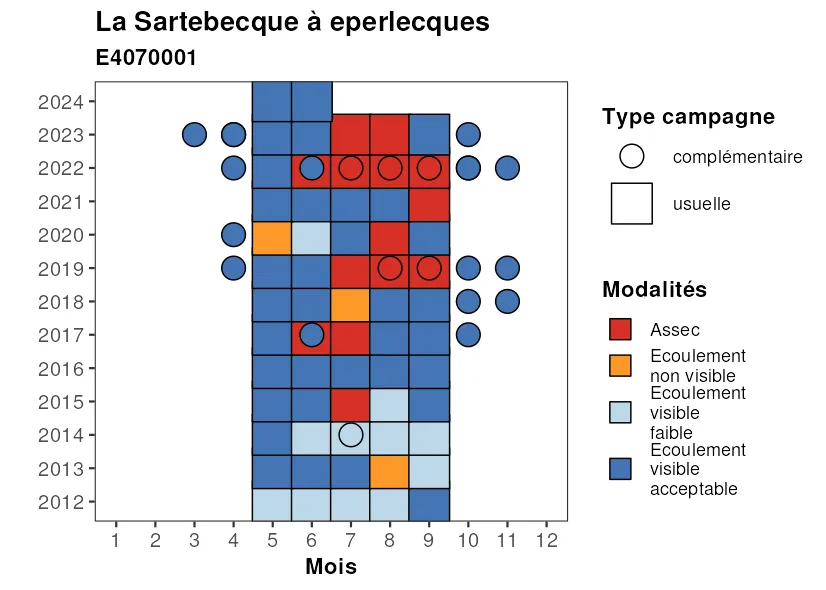 La Sartebecque à eperlecques
E4070001
2024
2023
2022
2021
2020
2019
2018
2017
2016
2015
2014
2013
2012
1 2 3 4 5 6 7 8 9 10 11 12
Mois
Type campagne
complémentaire
usuelle
Modalités
Assec
Ecoulement
non visible
Ecoulement
visible
faible
Ecoulement
visible
acceptable